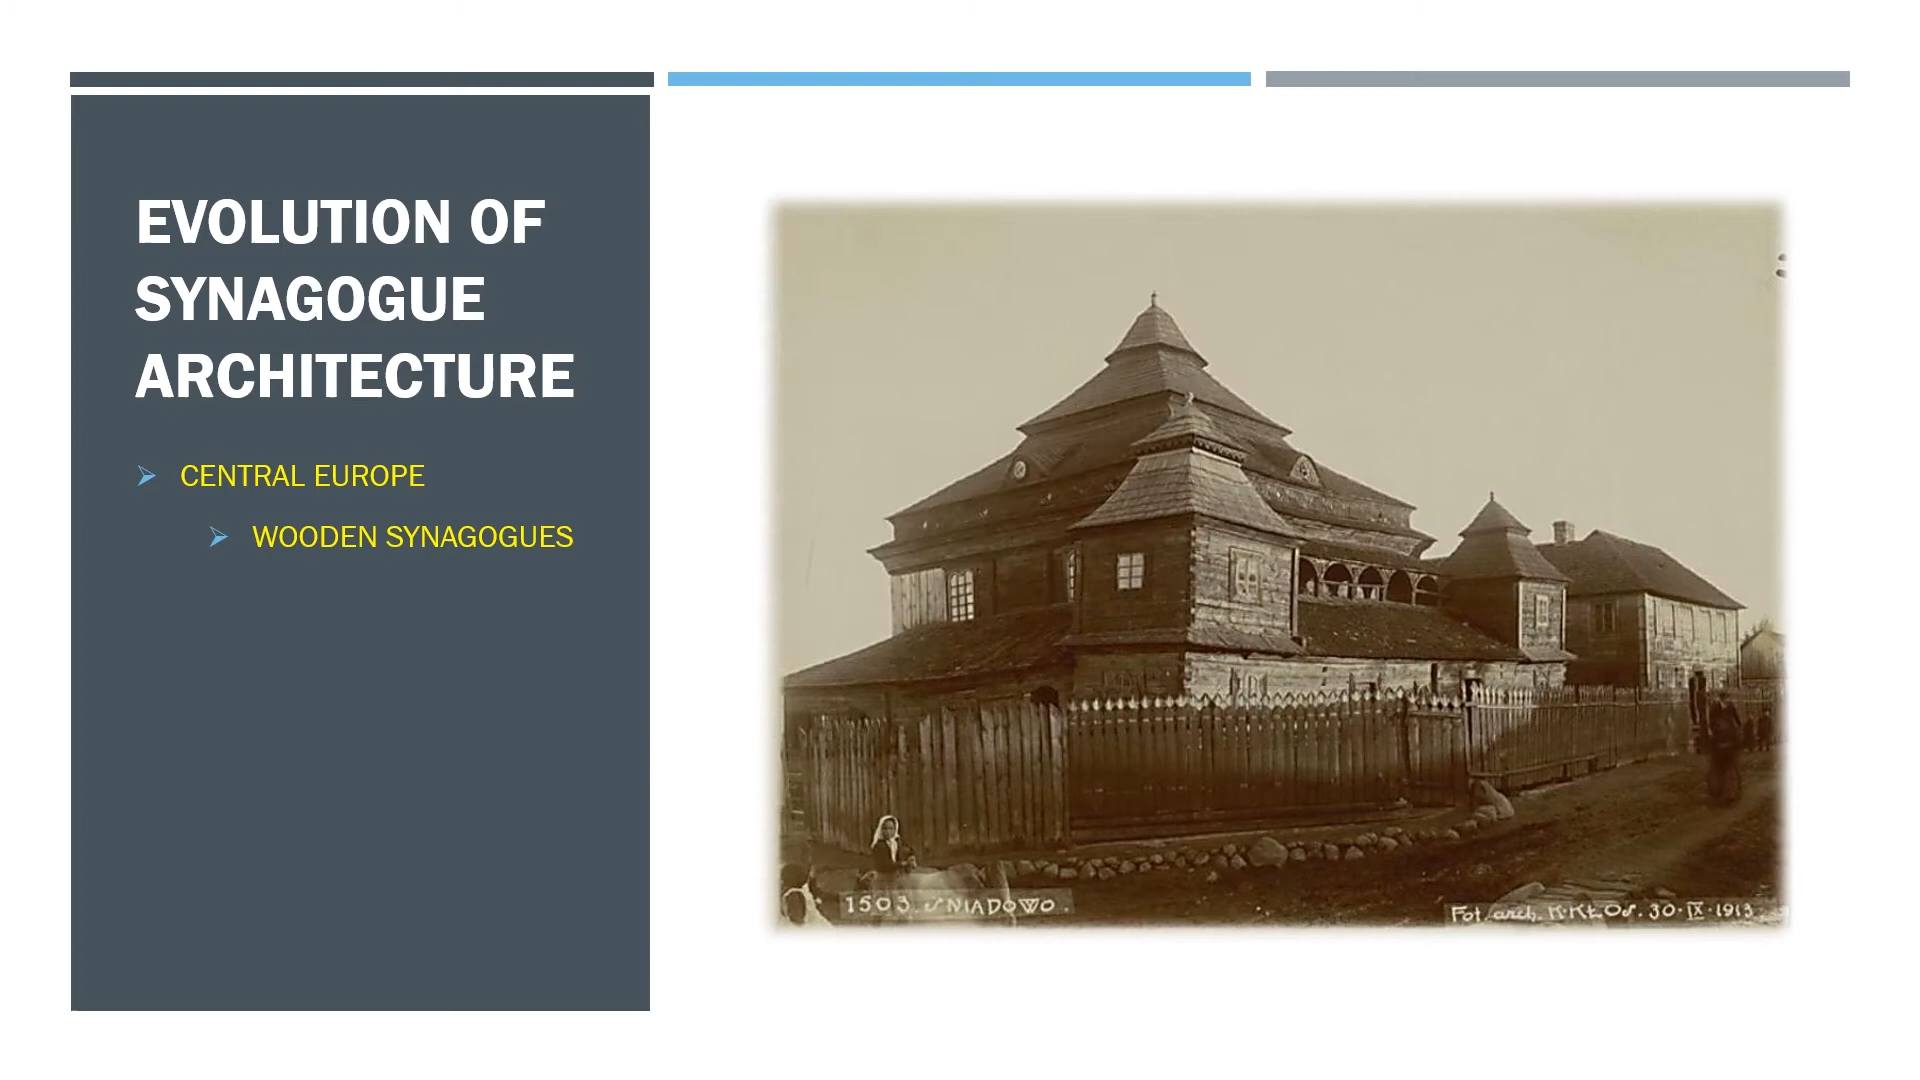 EVOLUTION OF
SYNAGOGUE
ARCHITECTURE
CENTRAL EUROPE
WOODEN SYNAGOGUES
1503. SNIADOWO.
Fot. arch. K. KŁOS. 30.IX.1913.